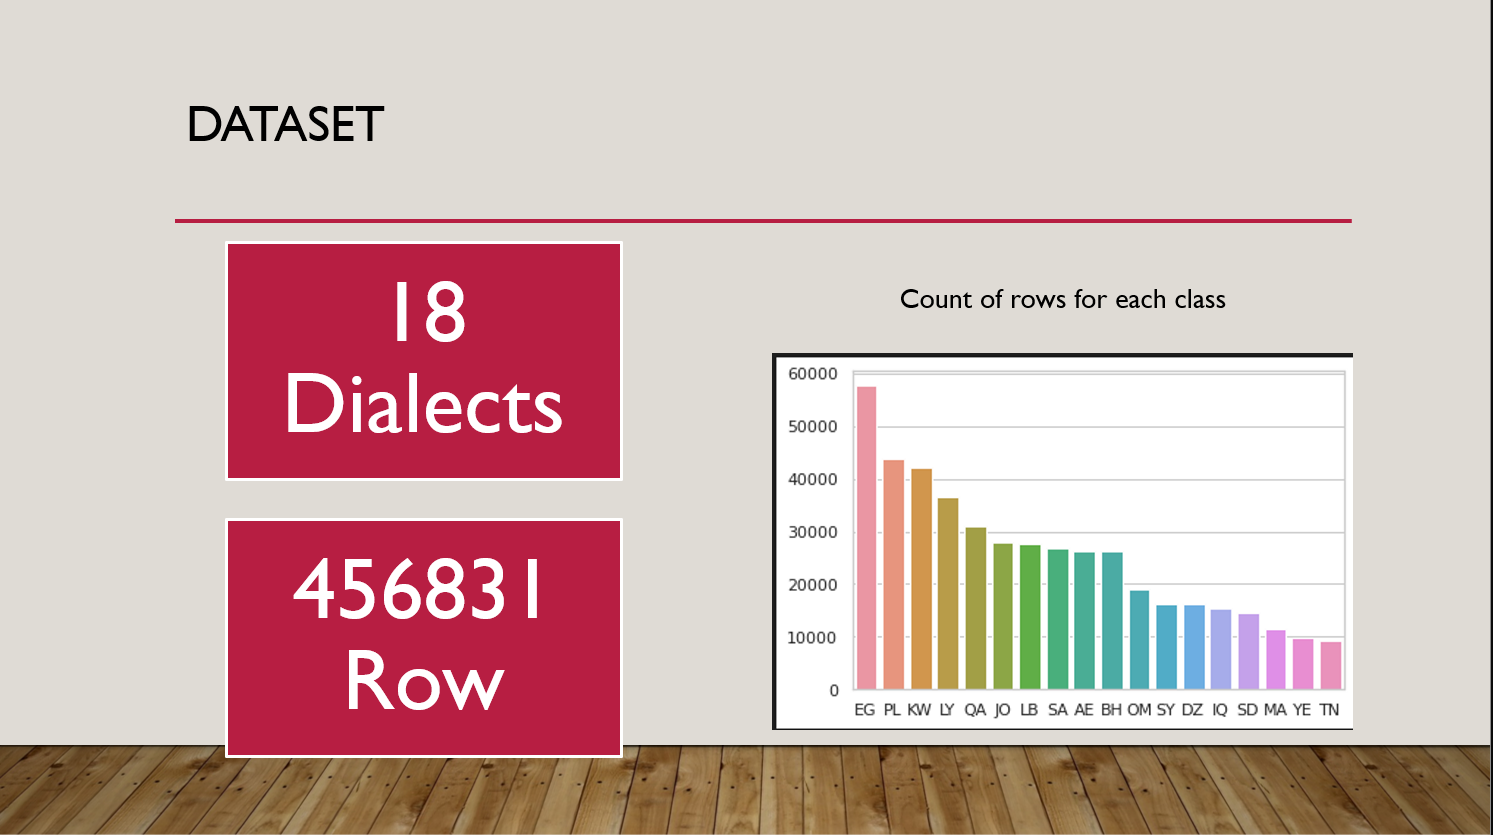 DATASET
18
Dialects
456831
Row
Count of rows for each class
60000
50000
40000
30000
20000
10000
0
EG PL KW LY QA JO LB SA AE BH OM SY DZ IQ SD MA YE TN